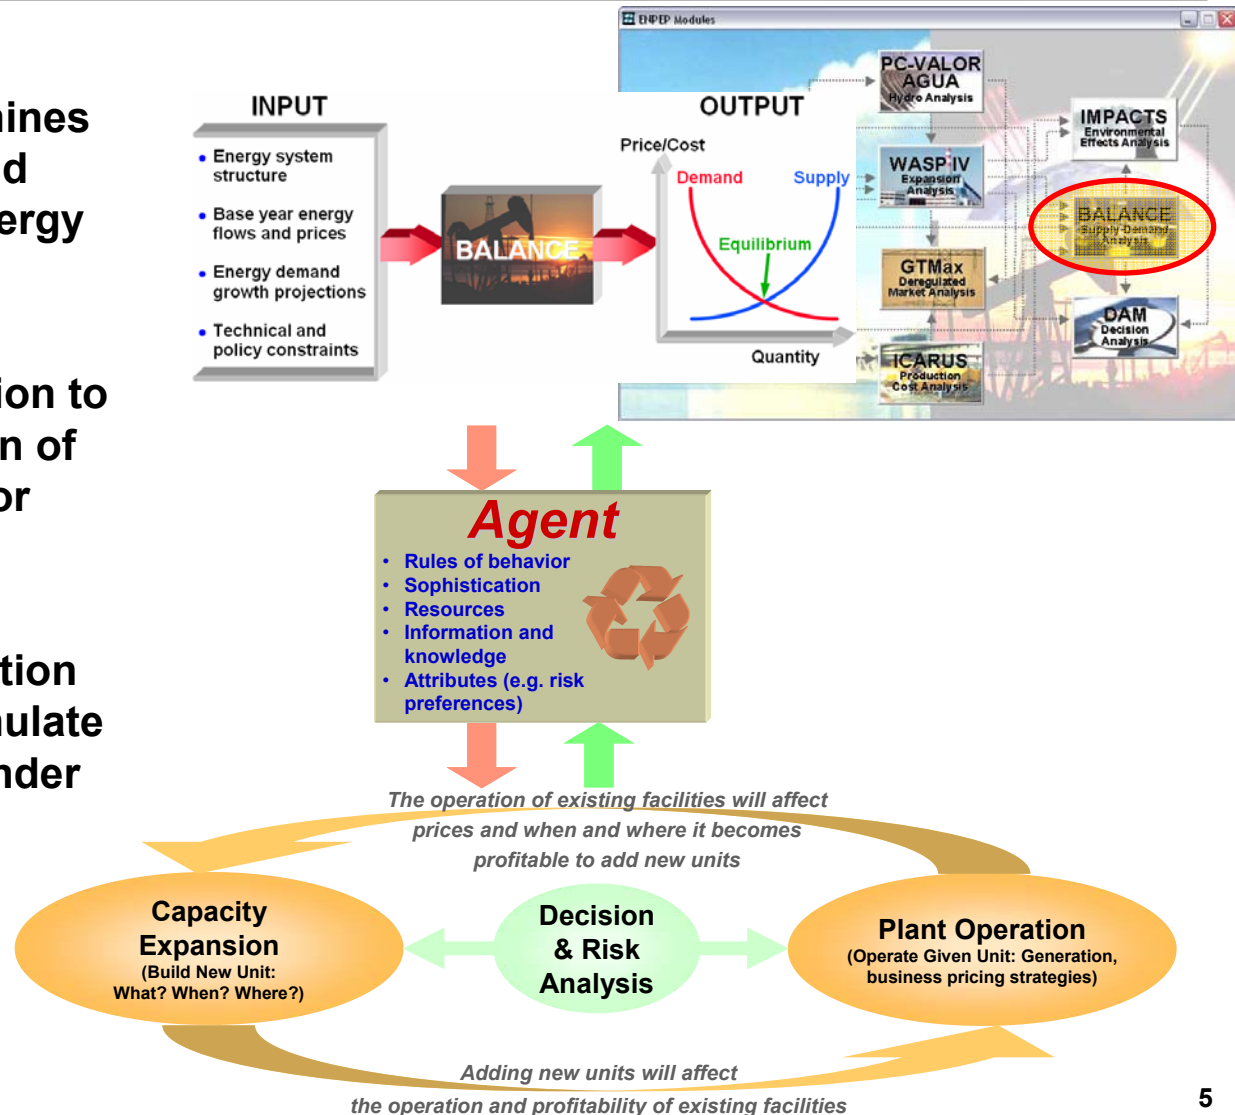 ENPEP Modules
INPUT
• Energy system
structure
• Base year energy
flows and prices
• Energy demand
growth projections
• Technical and
policy constraints
BALANCE
OUTPUT
Price/Cost
Demand
Supply
Equilibrium
Quantity
PC-VALOR
AGUA
Hydro Analysis
WASP IV
Expansion
Analysis
GTMax
Deregulated
Market Analysis
ICARUS
Production
Cost Analysis
IMPACTS
Environmental
Effects Analysis
BALANCE
Supply-Demand
Analysis
DAM
Decision
Analysis
ergy
ion to
n of
or
tion
nder
Agent
• Rules of behavior
• Sophistication
• Resources
• Information and
knowledge
• Attributes (e.g. risk
preferences)
The operation of existing facilities will affect
prices and when and where it becomes
profitable to add new units
Capacity
Expansion
(Build New Unit:
What? When? Where?)
Decision
& Risk
Analysis
Plant Operation
(Operate Given Unit: Generation,
business pricing strategies)
Adding new units will affect
the operation and profitability of existing facilities
5